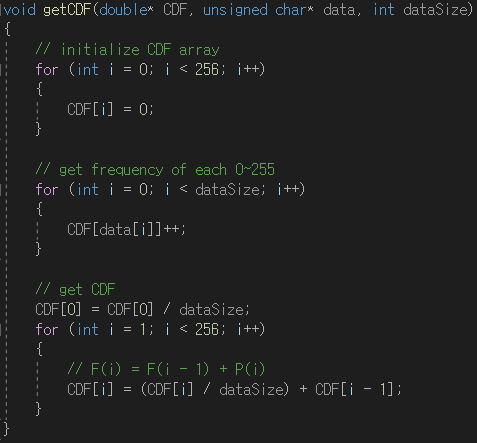 void getCDF(double* CDF, unsigned char* data, int dataSize)
{
    // initialize CDF array
    for (int i = 0; i < 256; i++)
    {
        CDF[i] = 0;
    }

    // get frequency of each 0~255
    for (int i = 0; i < dataSize; i++)
    {
        CDF[data[i]]++;
    }

    // get CDF
    CDF[0] = CDF[0] / dataSize;
    for (int i = 1; i < 256; i++)
    {
        // F(i) = F(i - 1) + P(i)
        CDF[i] = (CDF[i] / dataSize) + CDF[i - 1];
    }
}